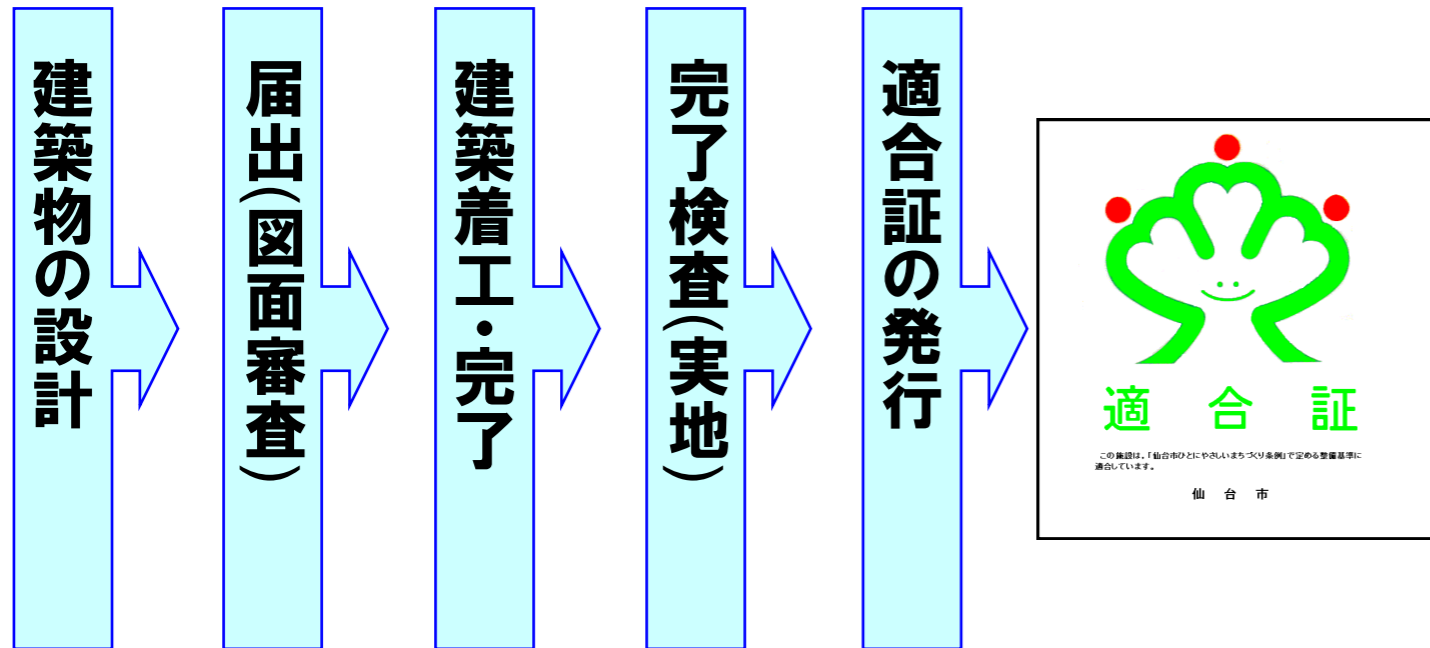 建築物の設計
届出(図面審査)
建築着工・完了
完了検査(実地)
適合証の発行
適合証
この施設は、「仙台市ひとにやさしいまちづくり条例」で定める整備基準に
適合しています。
仙台市